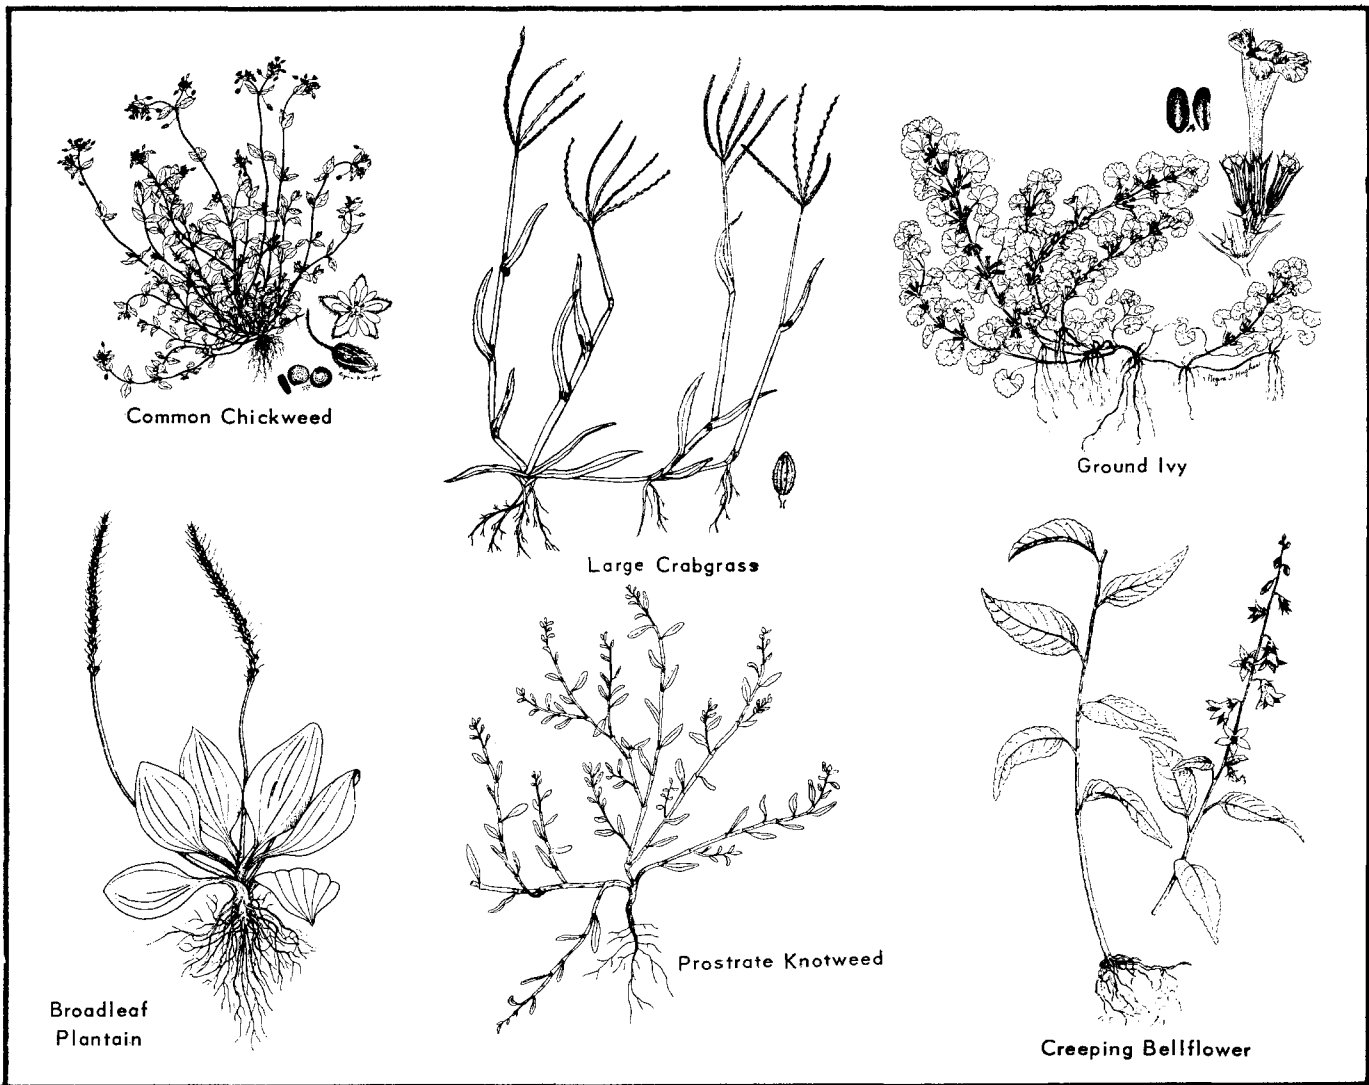 Common Chickweed
Large Crabgrass
Ground Ivy
Broadleaf
Plantain
Prostrate Knotweed
Creeping Bellflower